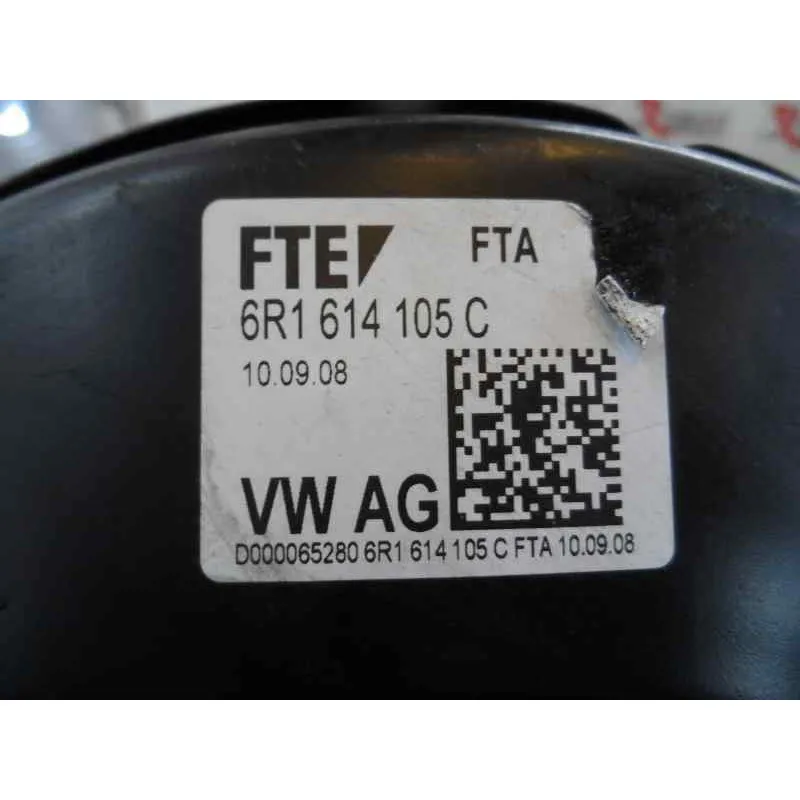 FTE FTA
6R1 614 105 C
10.09.08
VW AG
D000065280 6R1 614 105 C FTA 10.09.08